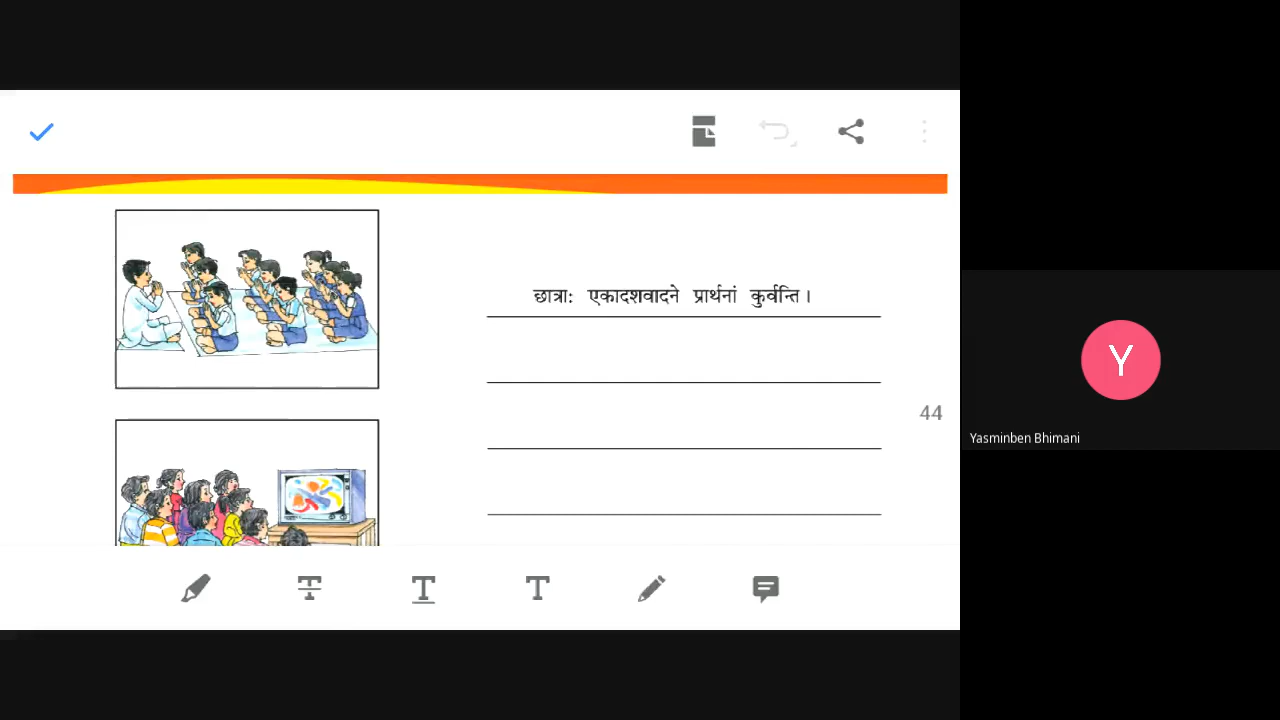 छात्राः एकादशवादने प्रार्थनां कुर्वन्ति ।
44
Y
Yasminben Bhimani